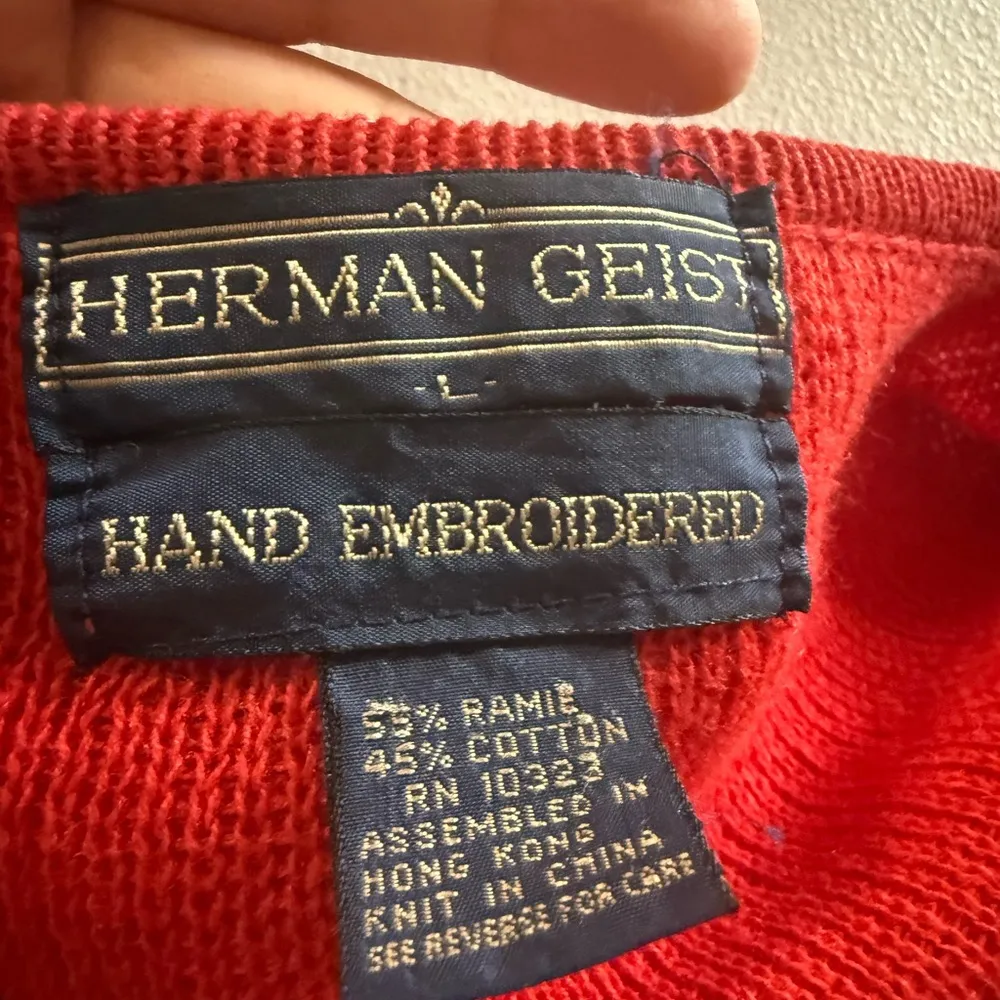 HERMAN GEIST
-L-
HAND EMBROIDERED
55% RAMIE
45% COTTON
RN 10323
ASSEMBLED IN
HONG KONG
KNIT IN CHINA
SEE REVERSE FOR CARE